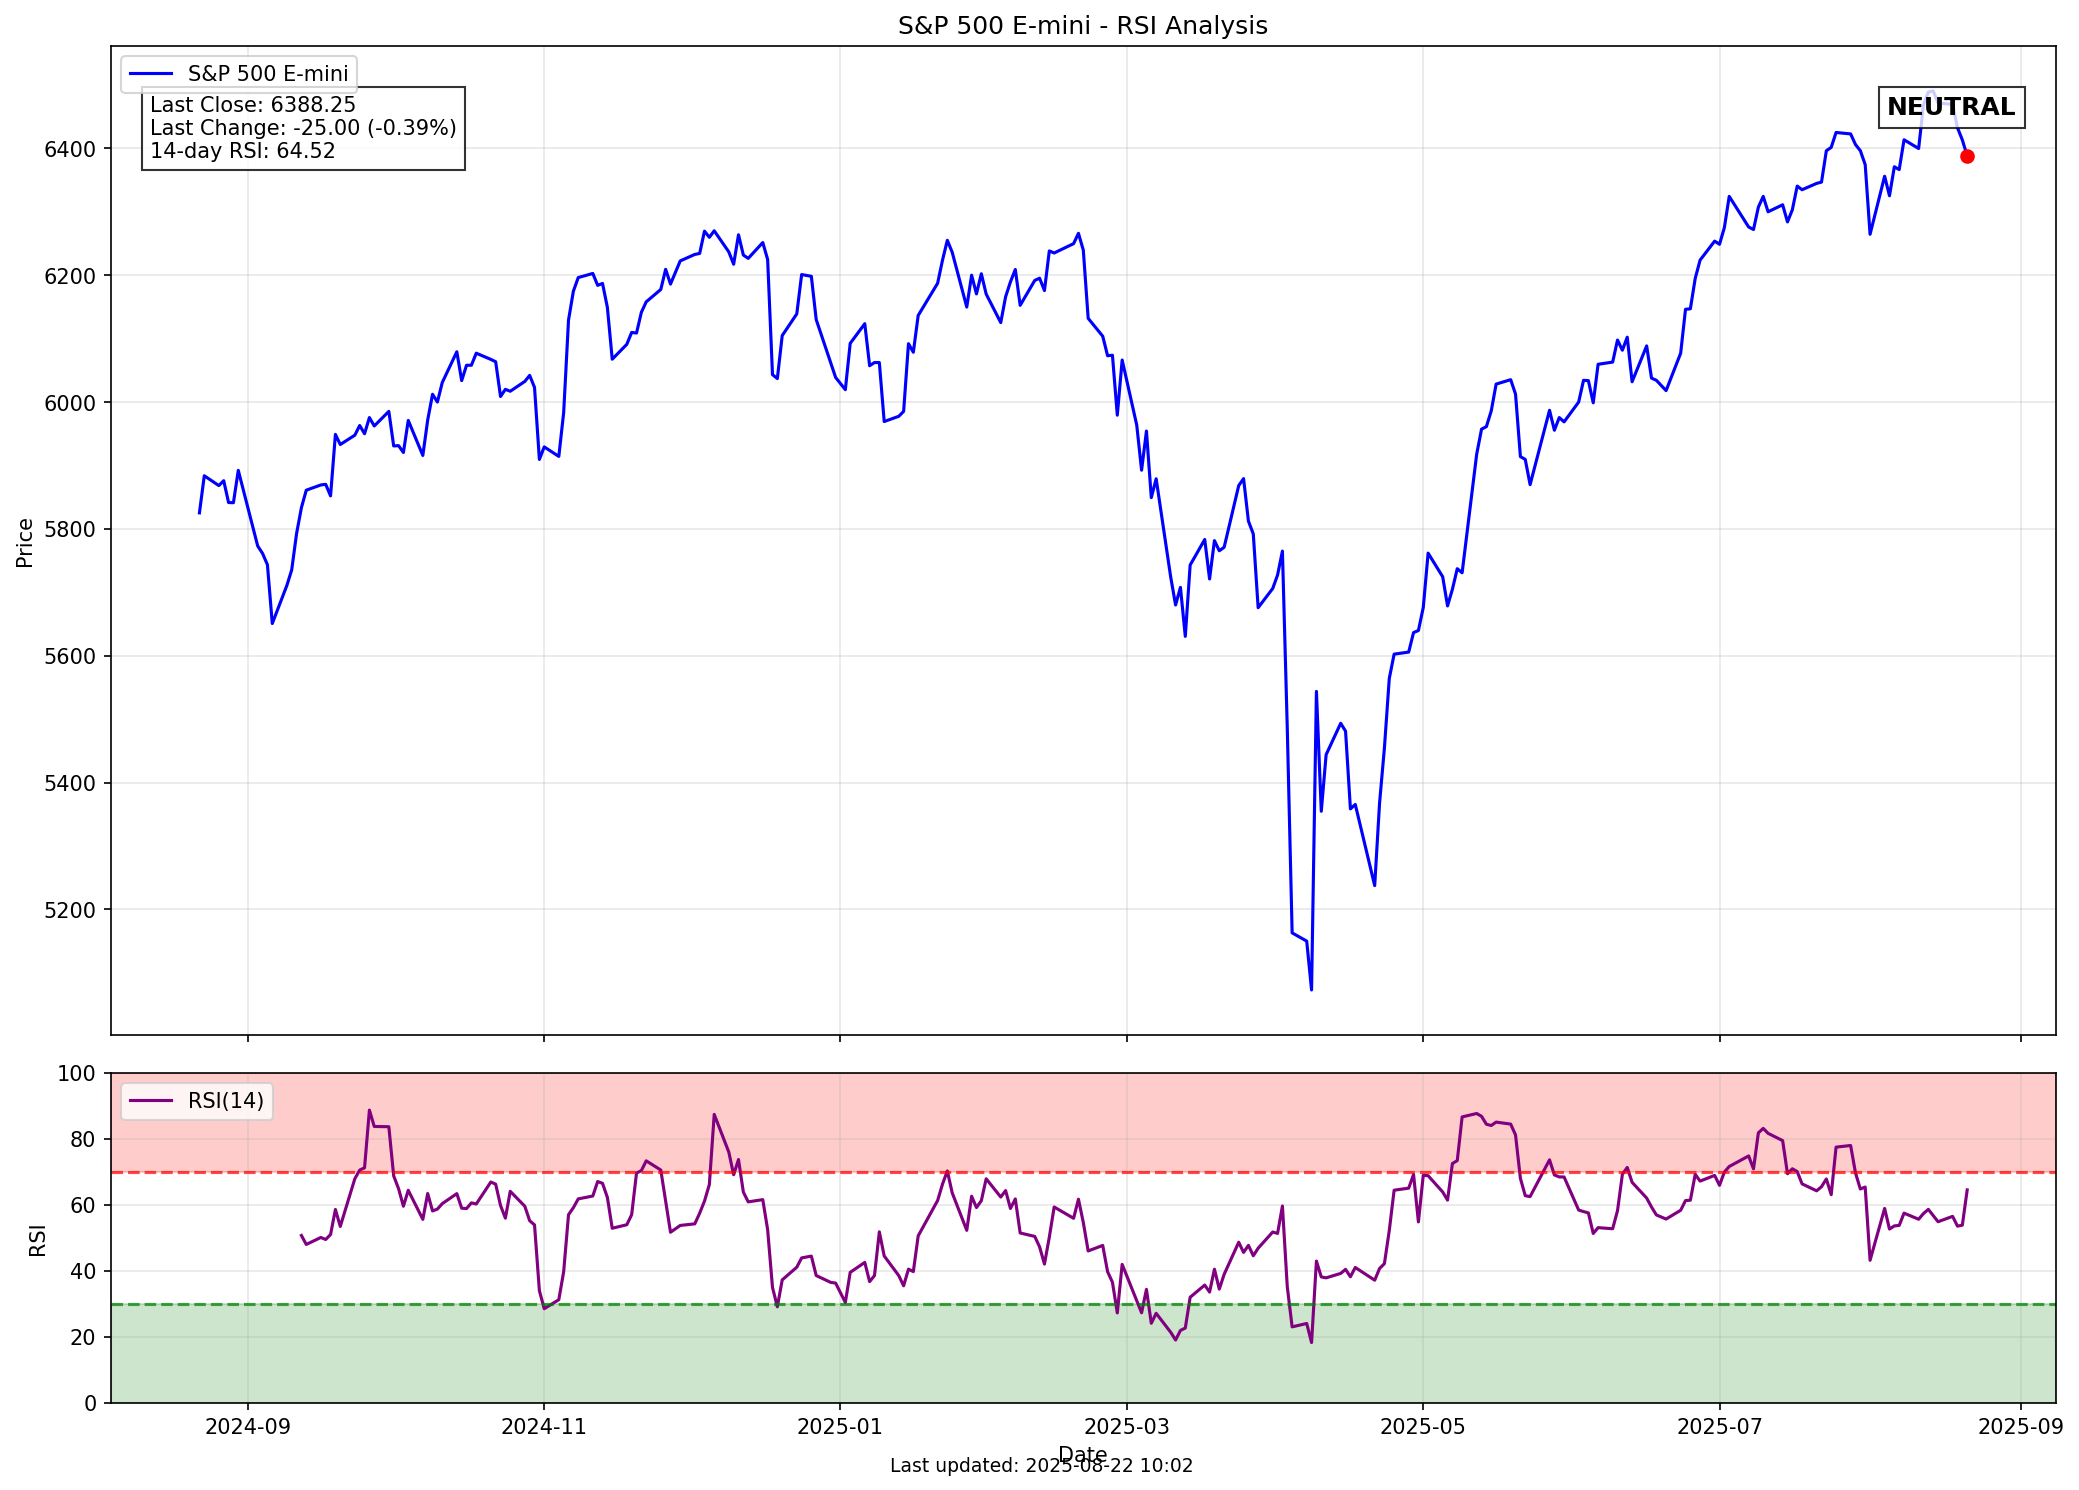 S&P 500 E-mini - RSI Analysis
S&P 500 E-mini
Last Close: 6388.25
Last Change: -25.00 (-0.39%)
14-day RSI: 64.52
NEUTRAL
Price
6400
6200
6000
5800
5600
5400
5200
RSI(14)
RSI
100
80
60
40
20
0
2024-09
2024-11
2025-01
2025-03
2025-05
2025-07
2025-09
Date
Last updated: 2025-08-22 10:02